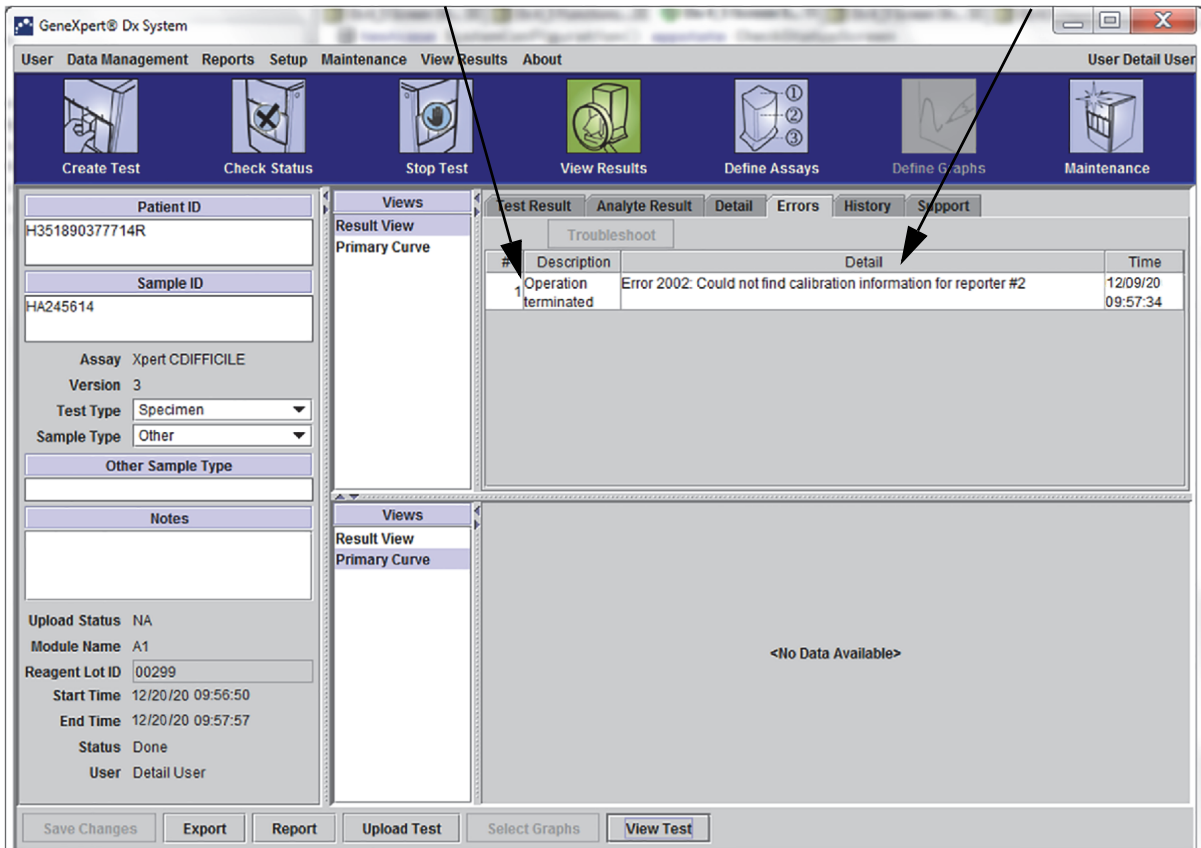 GeneXpert® Dx System
User Data Management Reports Setup Maintenance View Results About User Detail User
Create Test Check Status Stop Test View Results Define Assays Define Graphs Maintenance
Patient ID
H351890377714R
Sample ID
HA245614
Assay Xpert CDIFFICILE
Version 3
Test Type Specimen
Sample Type Other
Other Sample Type
Notes
Upload Status NA
Module Name A1
Reagent Lot ID 00299
Start Time 12/20/20 09:56:50
End Time 12/20/20 09:57:57
Status Done
User Detail User
Views
Result View
Primary Curve
Test Result Analyte Result Detail Errors History Support
Troubleshoot
# Description Detail Time
1 Operation terminated Error 2002: Could not find calibration information for reporter #2 12/09/20 09:57:34
Views
Result View
Primary Curve
<No Data Available>
Save Changes Export Report Upload Test Select Graphs View Test